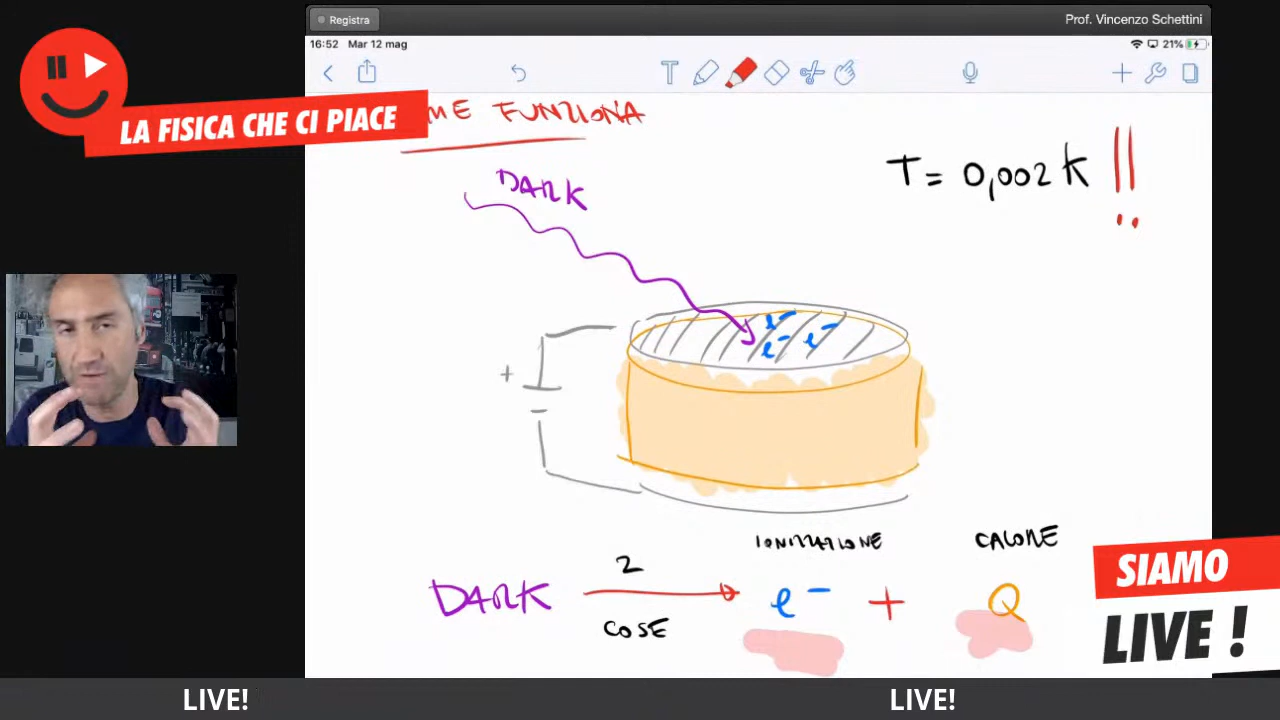 Registra
Prof. Vincenzo Schettini
16:52 Mar 12 mag
21%
LA FISICA CHE CI PIACE
ME FUNZIONA
DARK
T = 0,002 K !!
e-
e- e-
+
-
IONIZZAZIONE
CALORE
DARK
2
COSE
e- + Q
SIAMO
LIVE !
LIVE!
LIVE!